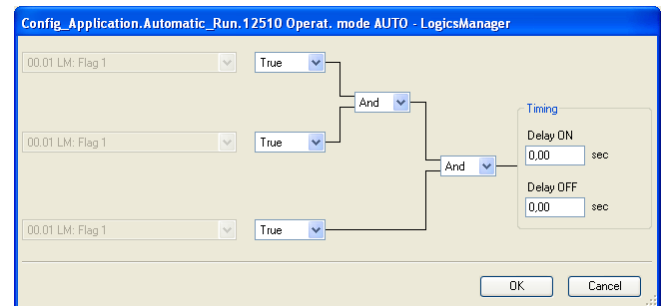 Config_Application.Automatic_Run.12510 Operat. mode AUTO - LogicsManager
00.01 LM: Flag 1 True
And
Timing
Delay ON
00.01 LM: Flag 1 True
0,00 sec
And
Delay OFF
0,00 sec
00.01 LM: Flag 1 True
OK Cancel